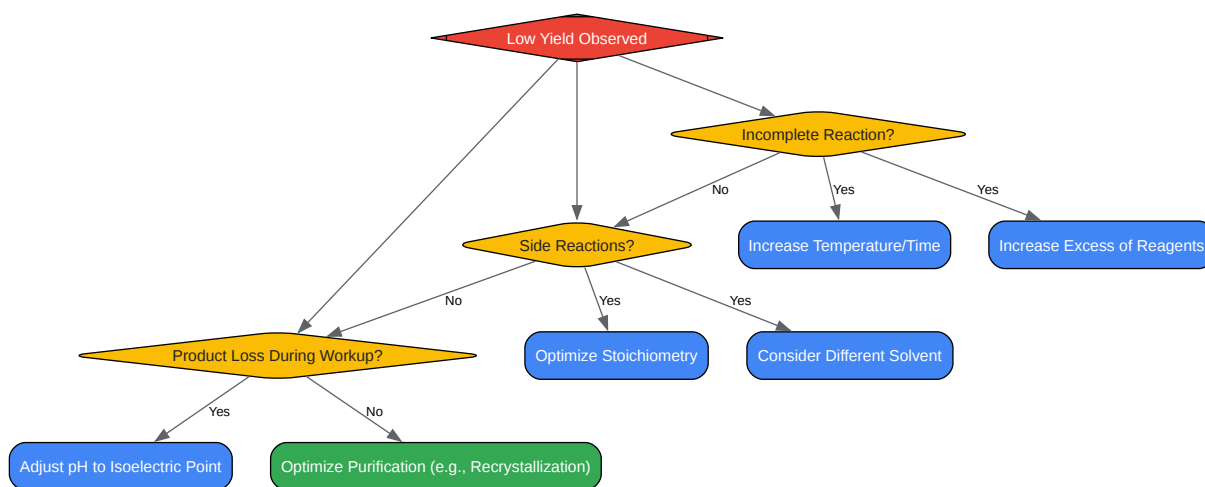 Low Yield Observed
Incomplete Reaction?
No
Yes
Yes
Side Reactions?
Increase Temperature/Time
Increase Excess of Reagents
No
Yes
Yes
Product Loss During Workup?
Optimize Stoichiometry
Consider Different Solvent
Yes
No
Adjust pH to Isoelectric Point
Optimize Purification (e.g., Recrystallization)